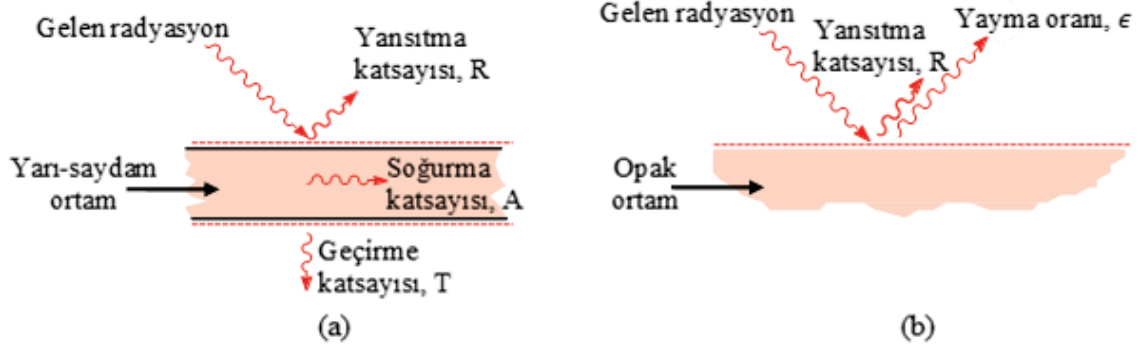 Gelen radyasyon
Yansıtma
katsayısı, R
Yarı-saydam
ortam
Soğurma
katsayısı, A
Geçirme
katsayısı, T
(a)
Gelen radyasyon
Yansıtma
katsayısı, R
Yayma oranı, ϵ
Opak
ortam
(b)